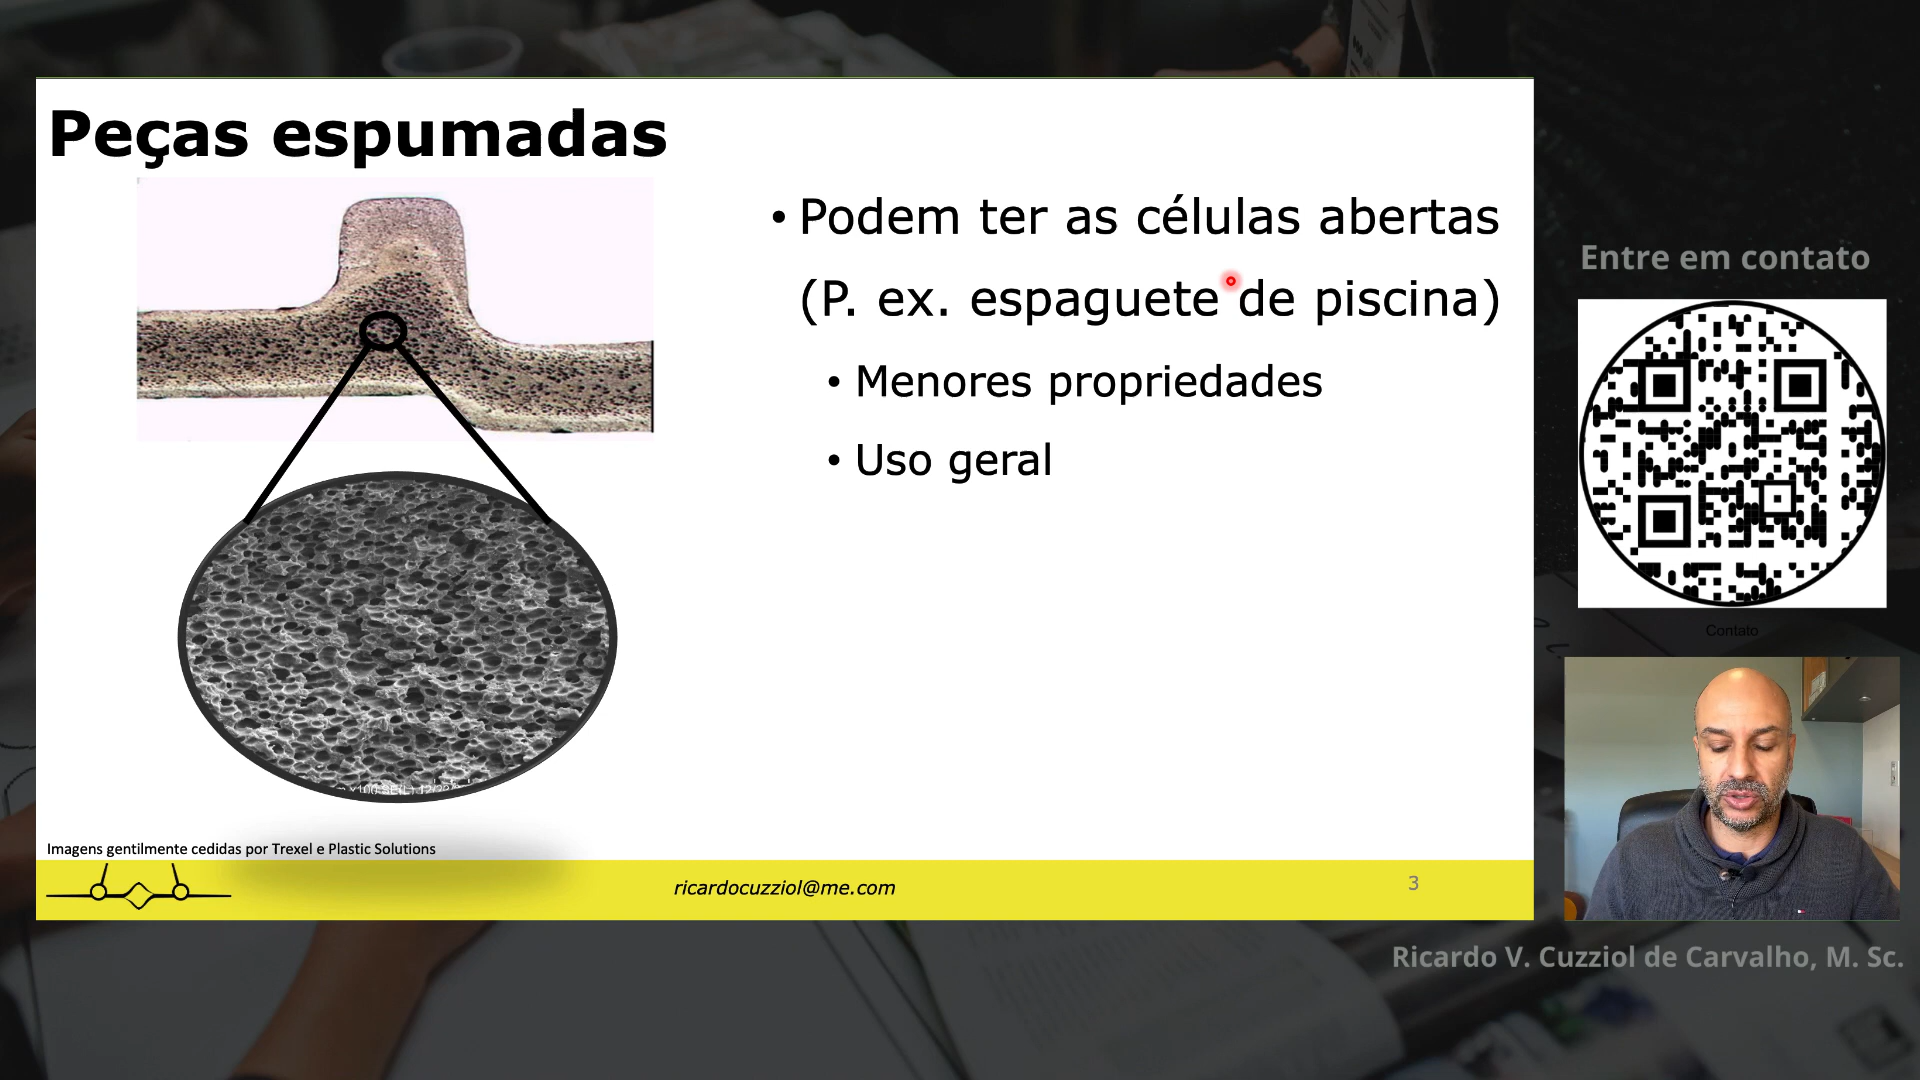 Peças espumadas
• Podem ter as células abertas
(P. ex. espaguete de piscina)
• Menores propriedades
• Uso geral
Imagens gentilmente cedidas por Trexel e Plastic Solutions
ricardocuzziol@me.com
3
Entre em contato
Contato
Ricardo V. Cuzziol de Carvalho, M. Sc.